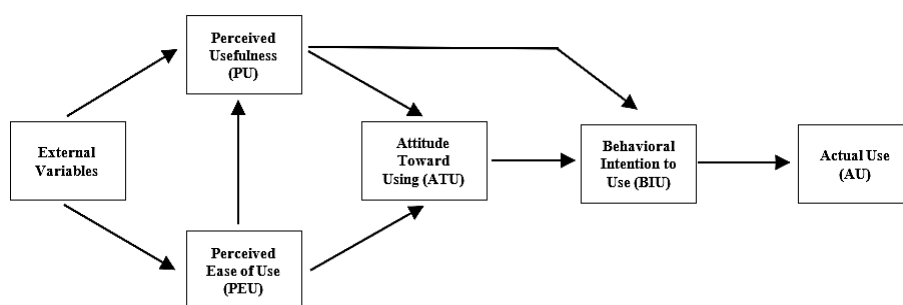 Perceived
Usefulness
(PU)
External
Variables
Attitude
Toward
Using (ATU)
Behavioral
Intention to
Use (BIU)
Actual Use
(AU)
Perceived
Ease of Use
(PEU)